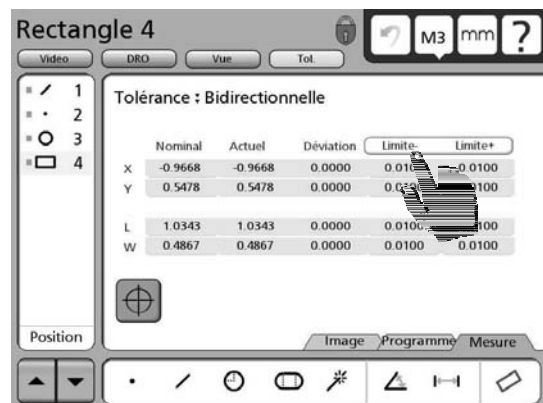 Rectangle 4
M3 mm ?
Video DRO Vue Tol.
1
2
3
4
Tolérance : Bidirectionnelle
Nominal Actuel Déviation Limite- Limite+
X -0.9668 -0.9668 0.0000 0.0100
Y 0.5478 0.5478 0.0000
L 1.0343 1.0343 0.0000 0.0100
W 0.4867 0.4867 0.0000 0.0100 0.0100
Position
Image Programme Mesure